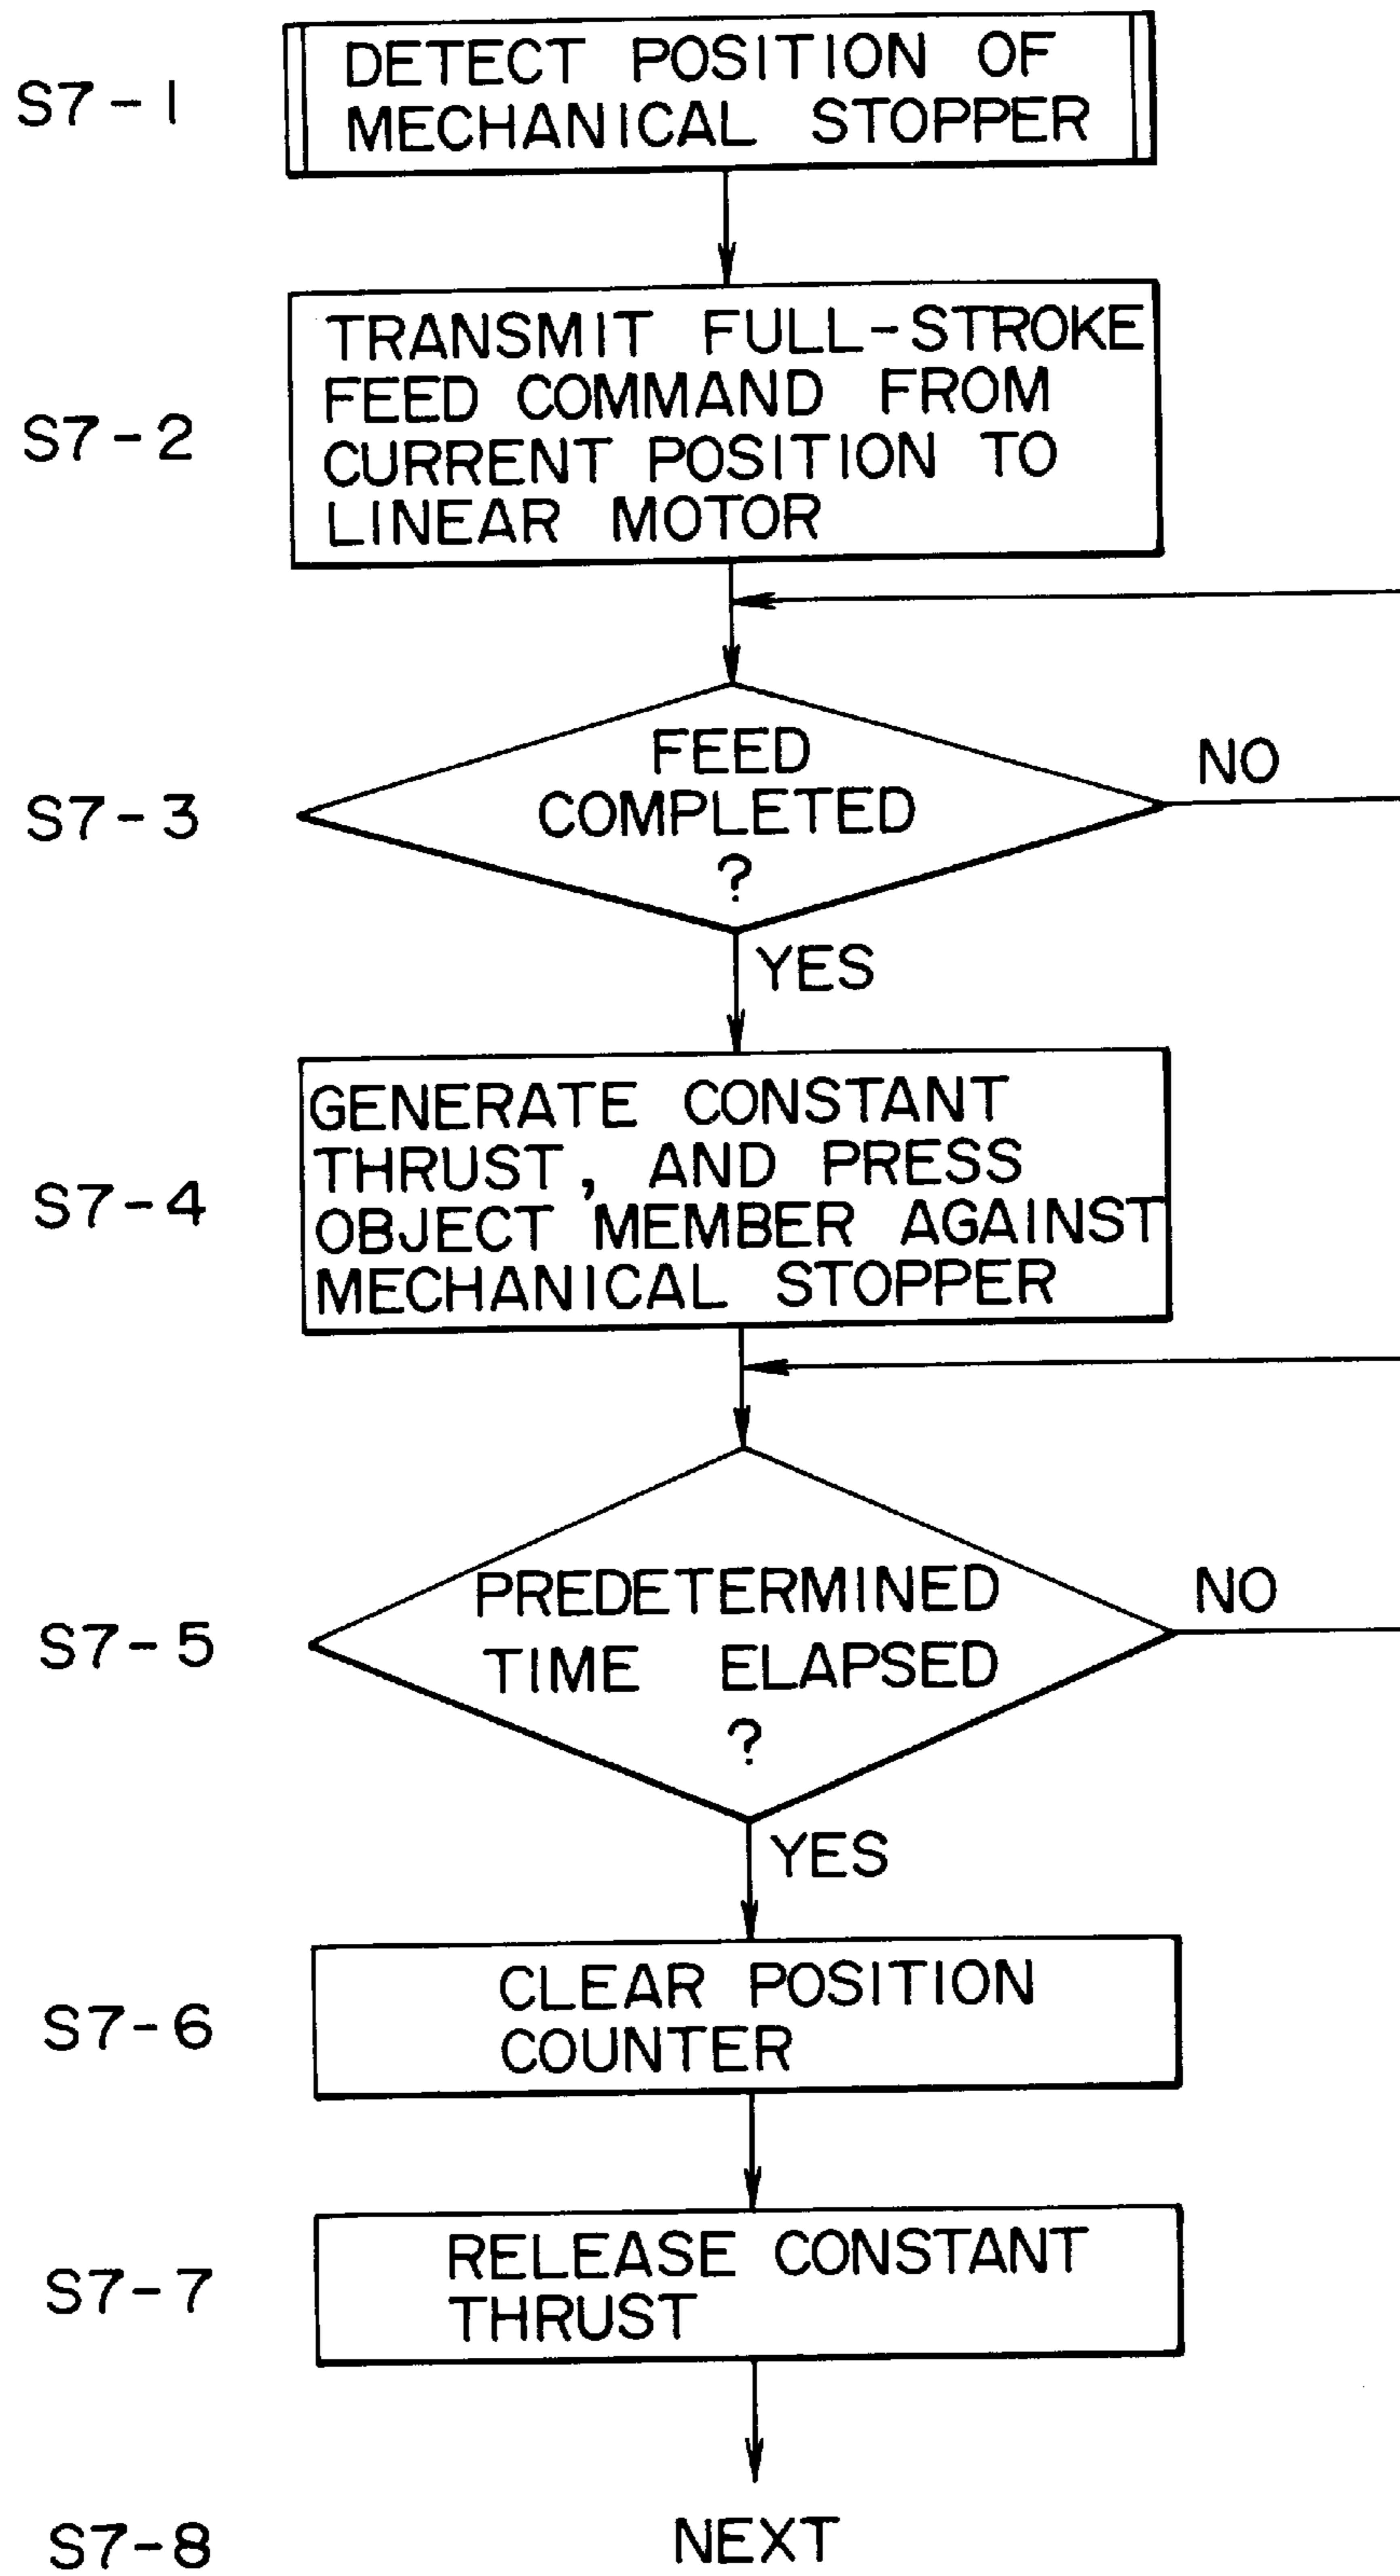 S7-1
DETECT POSITION OF
MECHANICAL STOPPER
S7-2
TRANSMIT FULL-STROKE
FEED COMMAND FROM
CURRENT POSITION TO
LINEAR MOTOR
S7-3
FEED
COMPLETED
?
NO
YES
S7-4
GENERATE CONSTANT
THRUST, AND PRESS
OBJECT MEMBER AGAINST
MECHANICAL STOPPER
S7-5
PREDETERMINED
TIME ELAPSED
?
NO
YES
S7-6
CLEAR POSITION
COUNTER
S7-7
RELEASE CONSTANT
THRUST
S7-8
NEXT